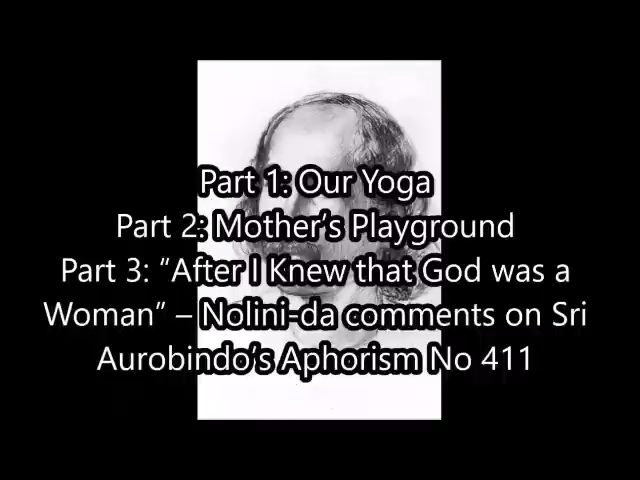 Part 1: Our Yoga
Part 2: Mother’s Playground
Part 3: “After I Knew that God was a
Woman” – Nolini-da comments on Sri
Aurobindo’s Aphorism No 411